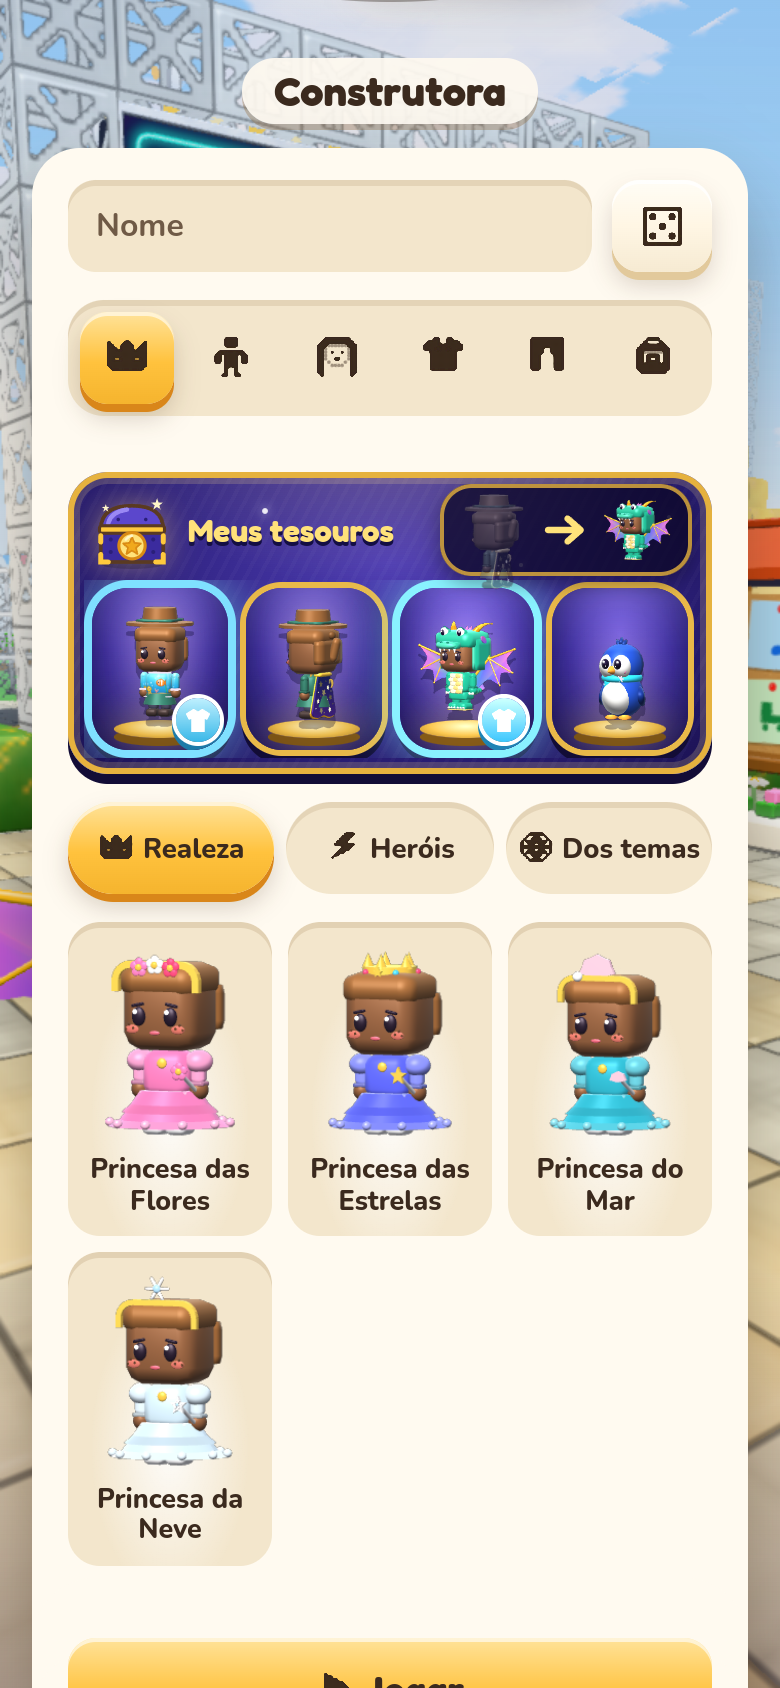 Construtora
Nome
Meus tesouros
Realeza
Heróis
Dos temas
Princesa das
Flores
Princesa das
Estrelas
Princesa do
Mar
Princesa da
Neve
Jogar